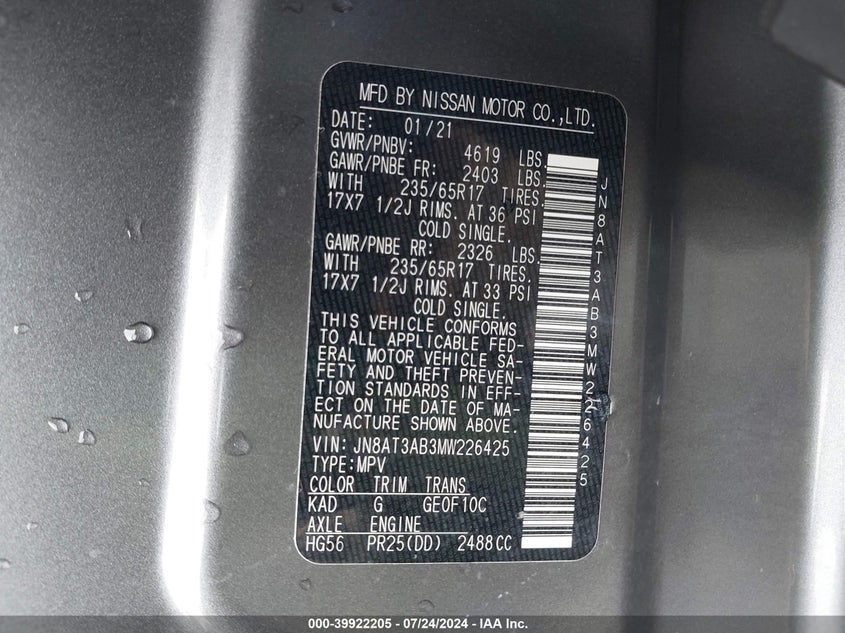 MFD BY NISSAN MOTOR CO.,LTD.
DATE: 01/21
GVWR/PNBV: 4619 LBS.
GAWR/PNBE FR: 2403 LBS.
WITH 235/65R17 TIRES.
17X7 1/2J RIMS. AT 36 PSI
COLD SINGLE.
GAWR/PNBE RR: 2326 LBS.
WITH 235/65R17 TIRES.
17X7 1/2J RIMS. AT 33 PSI
COLD SINGLE.
THIS VEHICLE CONFORMS
TO ALL APPLICABLE FED-
ERAL MOTOR VEHICLE SA-
FETY AND THEFT PREVEN-
TION STANDARDS IN EFF-
ECT ON THE DATE OF MA-
NUFACTURE SHOWN ABOVE.
VIN: JN8AT3AB3MW226425
TYPE:MPV
COLOR TRIM TRANS
KAD G GE0F10C
AXLE ENGINE
HG56 PR25(DD) 2488CC
JN8AT3AB3MW226425
000-39922205 - 07/24/2024 - IAA Inc.